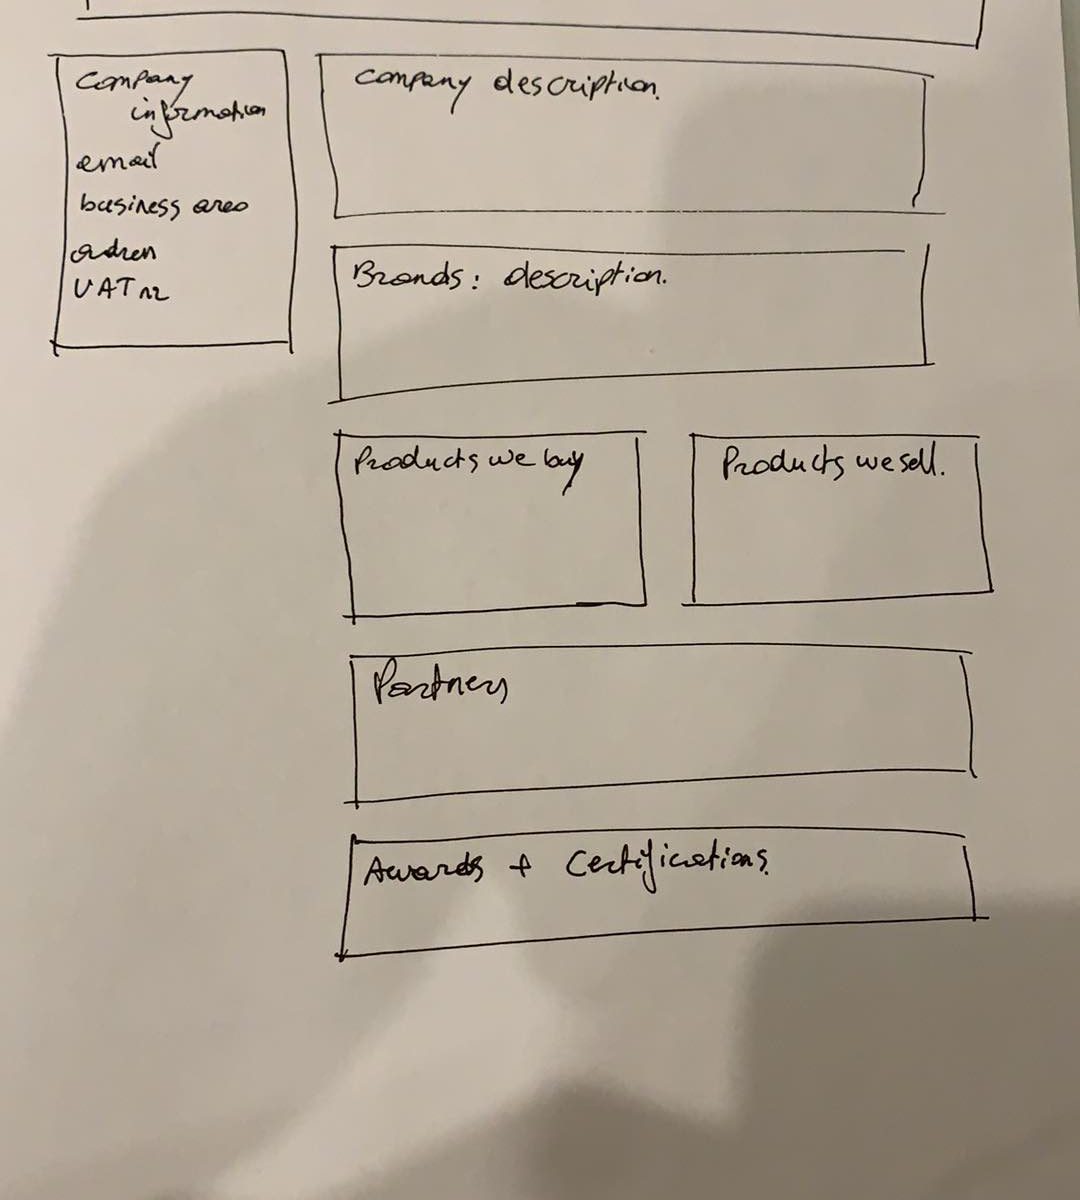 Company
information
email
business area
adress
VAT nr
Company description.
Brands: description.
Products we buy
Products we sell.
Partners
Awards + Certifications.